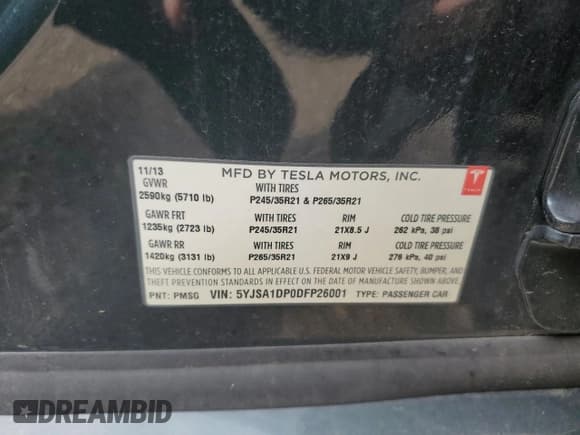 11/13 MFD BY TESLA MOTORS, INC.
GVWR WITH TIRES
2590kg (5710 lb) P245/35R21 & P265/35R21
GAWR FRT WITH TIRES RIM COLD TIRE PRESSURE
1235kg (2723 lb) P245/35R21 21X8.5 J 262 kPa, 38 psi
GAWR RR WITH TIRES RIM COLD TIRE PRESSURE
1420kg (3131 lb) P265/35R21 21X9 J 276 kPa, 40 psi
THIS VEHICLE CONFORMS TO ALL APPLICABLE U.S. FEDERAL MOTOR VEHICLE SAFETY, BUMPER, AND
THEFT PREVENTION STANDARDS IN EFFECT ON THE DATE OF MANUFACTURE SHOWN ABOVE.
PNT: PMSG VIN: 5YJSA1DP0DFP26001 TYPE: PASSENGER CAR
TESLA
DREAMBID